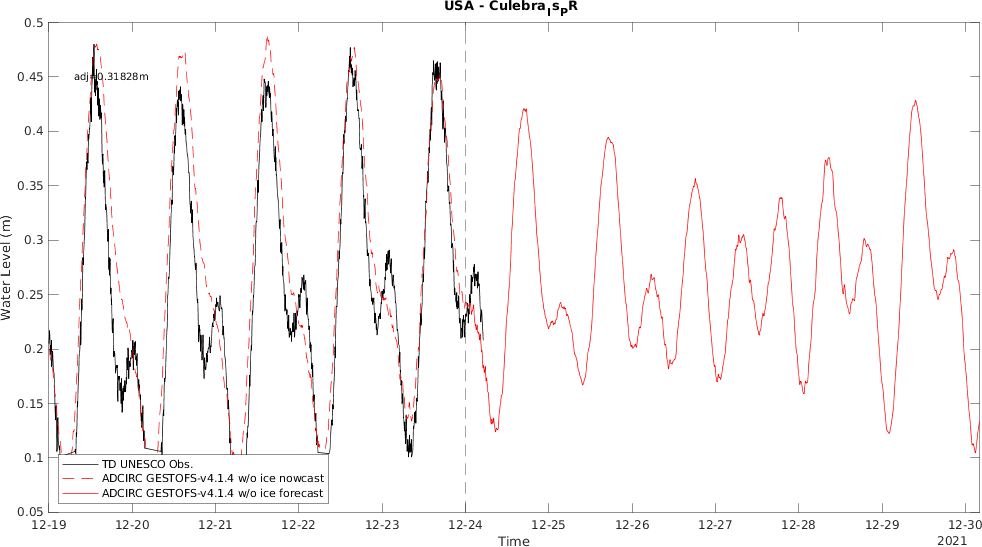 USA - Culebra_Is_PR
0.5
0.45
0.4
0.35
0.3
0.25
0.2
0.15
0.1
0.05
Water Level (m)
adj=0.31828m
TD UNESCO Obs.
ADCIRC GESTOFS-v4.1.4 w/o ice nowcast
ADCIRC GESTOFS-v4.1.4 w/o ice forecast
12-19 12-20 12-21 12-22 12-23 12-24 12-25 12-26 12-27 12-28 12-29 12-30
Time
2021